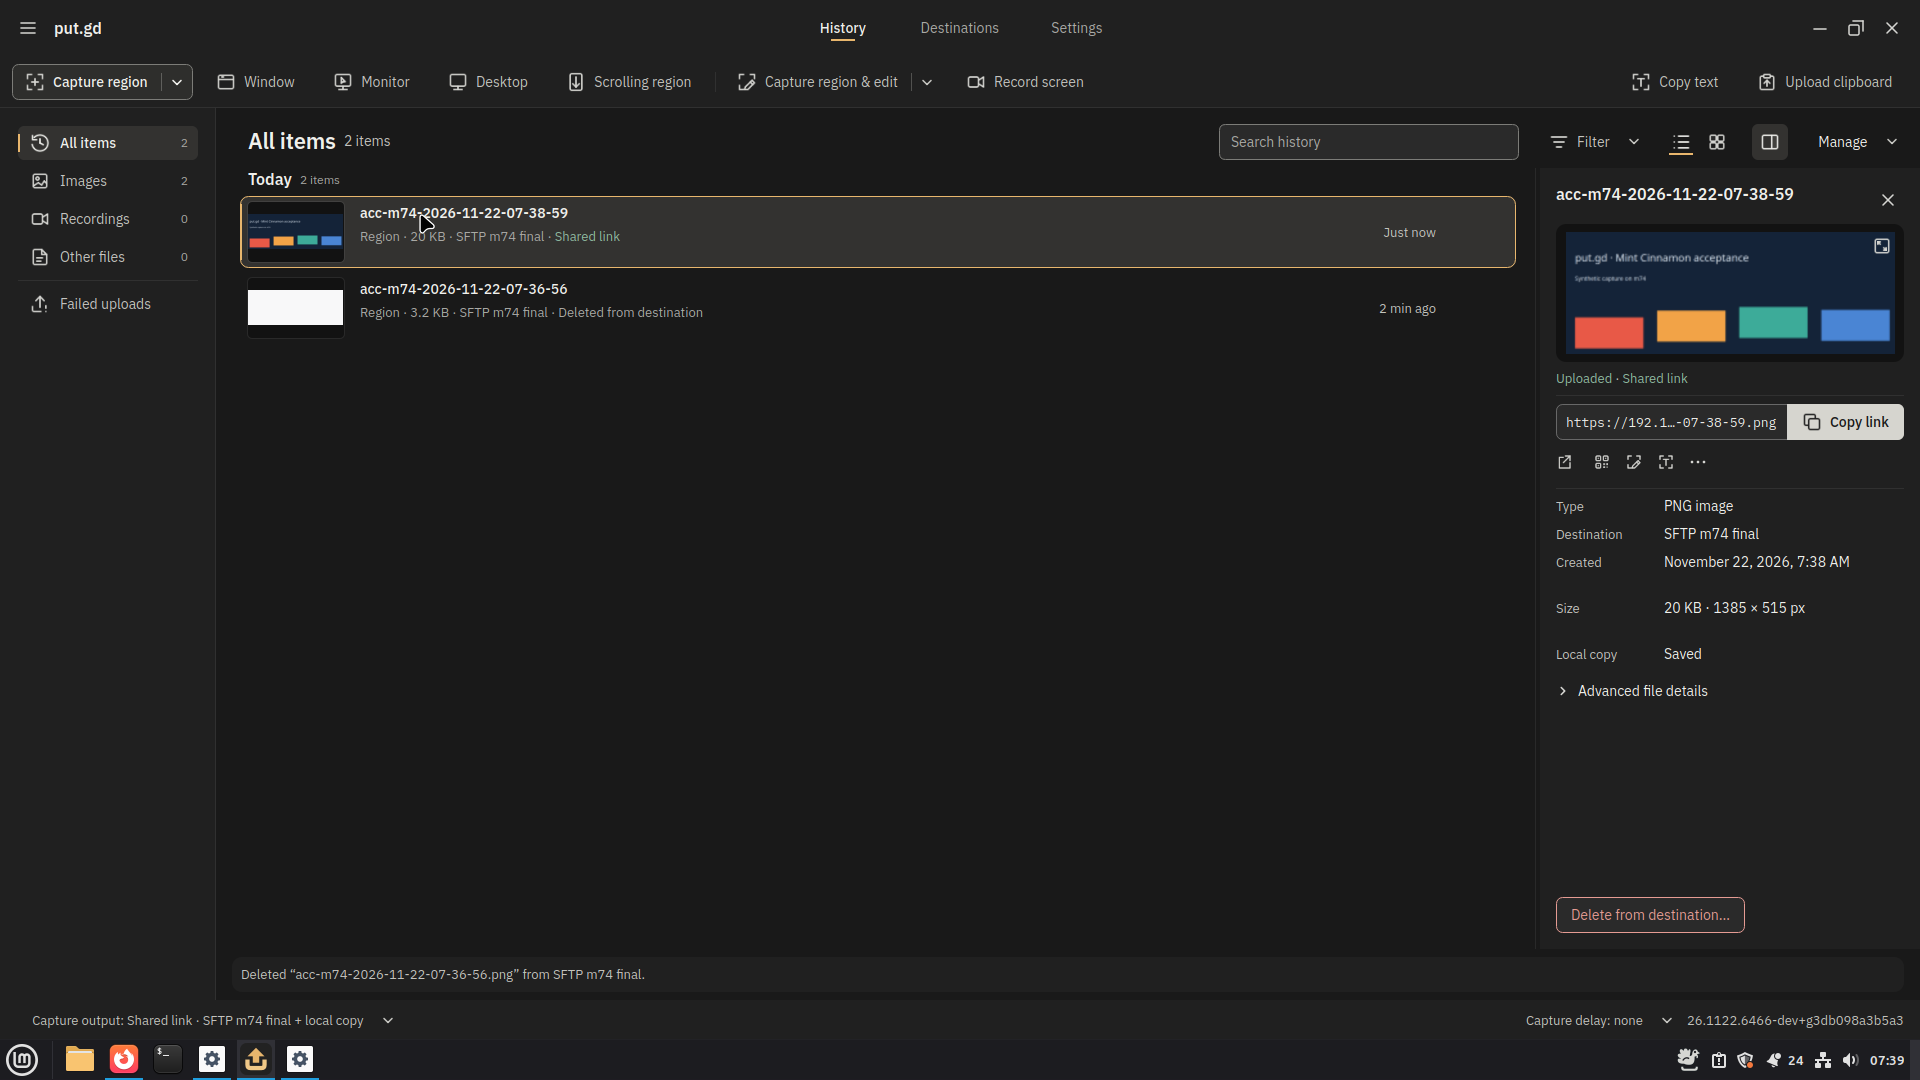 put.gd
History
Destinations
Settings
Capture region
Window
Monitor
Desktop
Scrolling region
Capture region & edit
Record screen
Copy text
Upload clipboard
All items 2
Images 2
Recordings 0
Other files 0
Failed uploads
All items 2 items
Search history
Filter
Manage
Today 2 items
acc-m74-2026-11-22-07-38-59
Region · 20 KB · SFTP m74 final · Shared link
Just now
acc-m74-2026-11-22-07-36-56
Region · 3.2 KB · SFTP m74 final · Deleted from destination
2 min ago
acc-m74-2026-11-22-07-38-59
put.gd · Mint Cinnamon acceptance
Synthetic capture on m74
Uploaded · Shared link
https://192.1…-07-38-59.png
Copy link
Type PNG image
Destination SFTP m74 final
Created November 22, 2026, 7:38 AM
Size 20 KB · 1385 × 515 px
Local copy Saved
Advanced file details
Delete from destination...
Deleted “acc-m74-2026-11-22-07-36-56.png” from SFTP m74 final.
Capture output: Shared link · SFTP m74 final + local copy
Capture delay: none
26.1122.6466-dev+g3db098a3b5a3
24
07:39